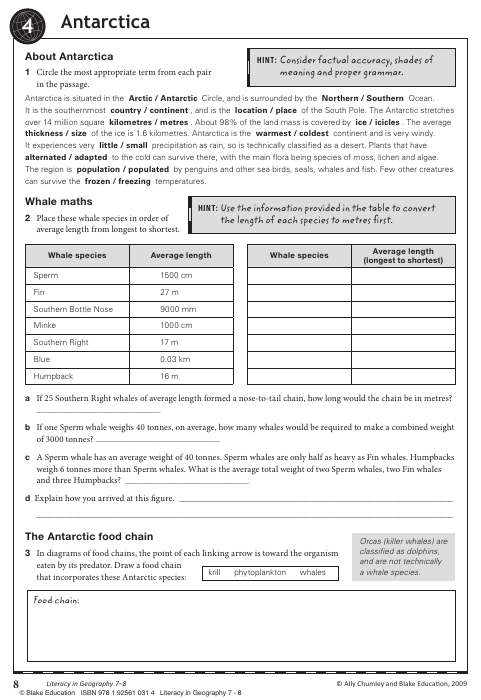 4
Antarctica
About Antarctica
HINT: Consider factual accuracy, shades of
meaning and proper grammar.
1 Circle the most appropriate term from each pair
in the passage.
Antarctica is situated in the Arctic / Antarctic Circle, and is surrounded by the Northern / Southern Ocean.
It is the southernmost country / continent, and is the location / place of the South Pole. The Antarctic stretches
over 14 million square kilometres / metres. About 98% of the land mass is covered by ice / icicles. The average
thickness / size of the ice is 1.6 kilometres. Antarctica is the warmest / coldest continent and is very windy.
It experiences very little / small precipitation as rain, so is technically classified as a desert. Plants that have
alternated / adapted to the cold can survive there, with the main flora being species of moss, lichen and algae.
The region is population / populated by penguins and other sea birds, seals, whales and fish. Few other creatures
can survive the frozen / freezing temperatures.
Whale maths
2 Place these whale species in order of
average length from longest to shortest.
HINT: Use the information provided in the table to convert
the length of each species to metres first.
Whale species Average length
Sperm 1500 cm
Fin 27 m
Southern Bottle Nose 9000 mm
Minke 1000 cm
Southern Right 17 m
Blue 0.03 km
Humpback 16 m
Whale species Average length
(longest to shortest)
a If 25 Southern Right whales of average length formed a nose-to-tail chain, how long would the chain be in metres?
b If one Sperm whale weighs 40 tonnes, on average, how many whales would be required to make a combined weight
of 3000 tonnes?
c A Sperm whale has an average weight of 40 tonnes. Sperm whales are only half as heavy as Fin whales. Humpbacks
weigh 6 tonnes more than Sperm whales. What is the average total weight of two Sperm whales, two Fin whales
and three Humpbacks?
d Explain how you arrived at this figure.
The Antarctic food chain
3 In diagrams of food chains, the point of each linking arrow is toward the organism
eaten by its predator. Draw a food chain
that incorporates these Antarctic species:
krill phytoplankton whales
Orcas (killer whales) are
classified as dolphins,
and are not technically
a whale species.
Food chain:
8
Literacy in Geography 7–8
© Ally Chumley and Blake Education, 2009
© Blake Education ISBN 978 1 92561 031 4 Literacy in Geography 7 - 8